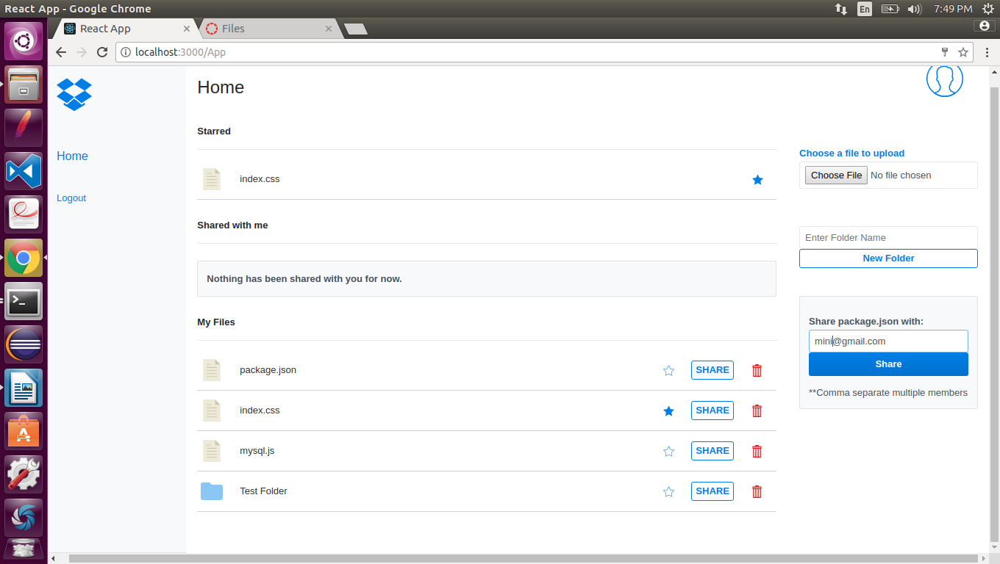 React App - Google Chrome
En
7:49 PM
React App
Files
localhost:3000/App
Home
Home
Logout
Starred
index.css
Shared with me
Nothing has been shared with you for now.
My Files
package.json
SHARE
index.css
SHARE
mysql.js
SHARE
Test Folder
SHARE
Choose a file to upload
Choose File No file chosen
Enter Folder Name
New Folder
Share package.json with:
mini@gmail.com
Share
**Comma separate multiple members